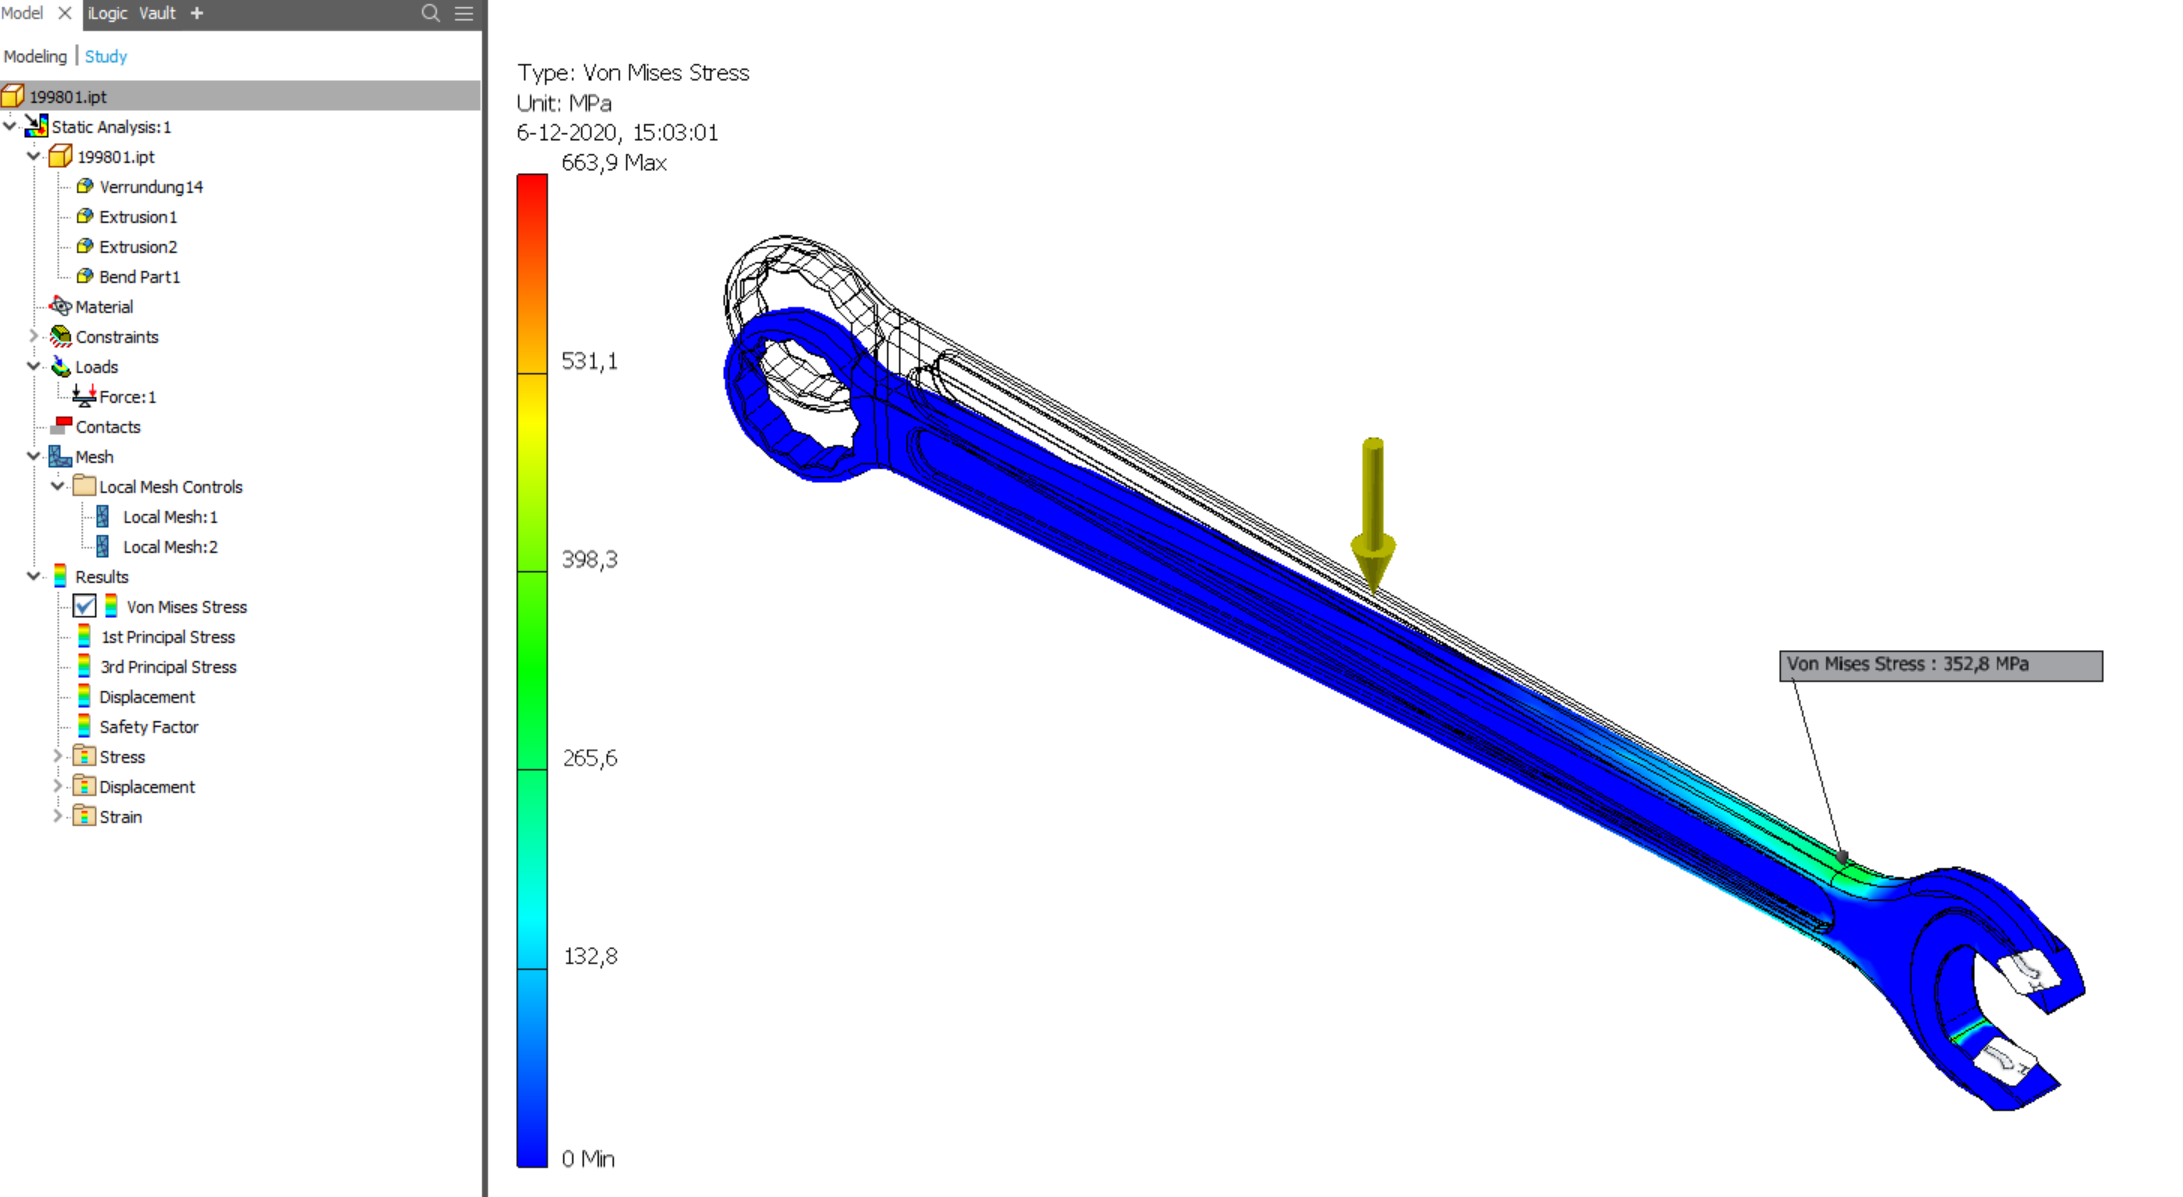 Model
iLogic Vault +
Modeling | Study
199801.ipt
Static Analysis:1
199801.ipt
Verrundung14
Extrusion1
Extrusion2
Bend Part1
Material
Constraints
Loads
Force:1
Contacts
Mesh
Local Mesh Controls
Local Mesh:1
Local Mesh:2
Results
Von Mises Stress
1st Principal Stress
3rd Principal Stress
Displacement
Safety Factor
Stress
Displacement
Strain
Type: Von Mises Stress
Unit: MPa
6-12-2020, 15:03:01
663,9 Max
531,1
398,3
265,6
132,8
0 Min
Von Mises Stress : 352,8 MPa